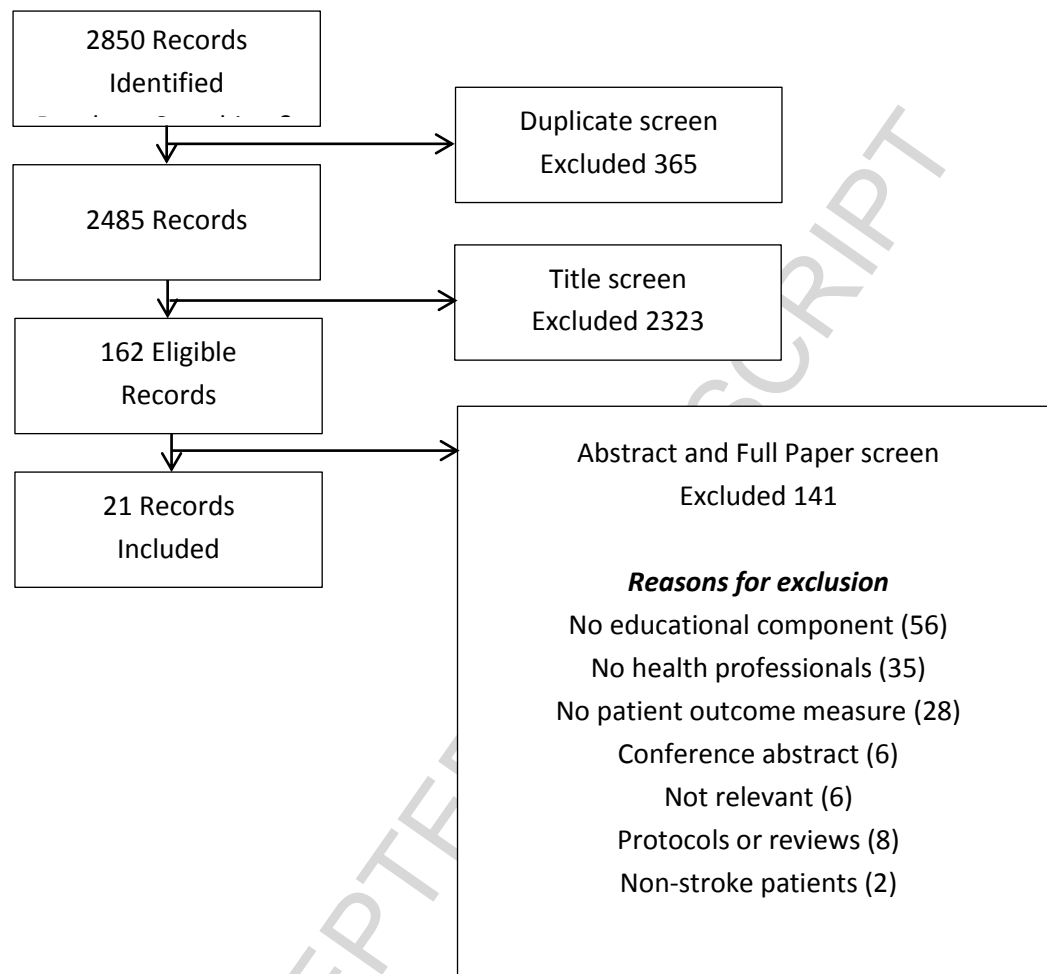 2850 Records
Identified
Duplicate screen
Excluded 365
2485 Records
Title screen
Excluded 2323
162 Eligible
Records
Abstract and Full Paper screen
Excluded 141
Reasons for exclusion
No educational component (56)
No health professionals (35)
No patient outcome measure (28)
Conference abstract (6)
Not relevant (6)
Protocols or reviews (8)
Non-stroke patients (2)
21 Records
Included